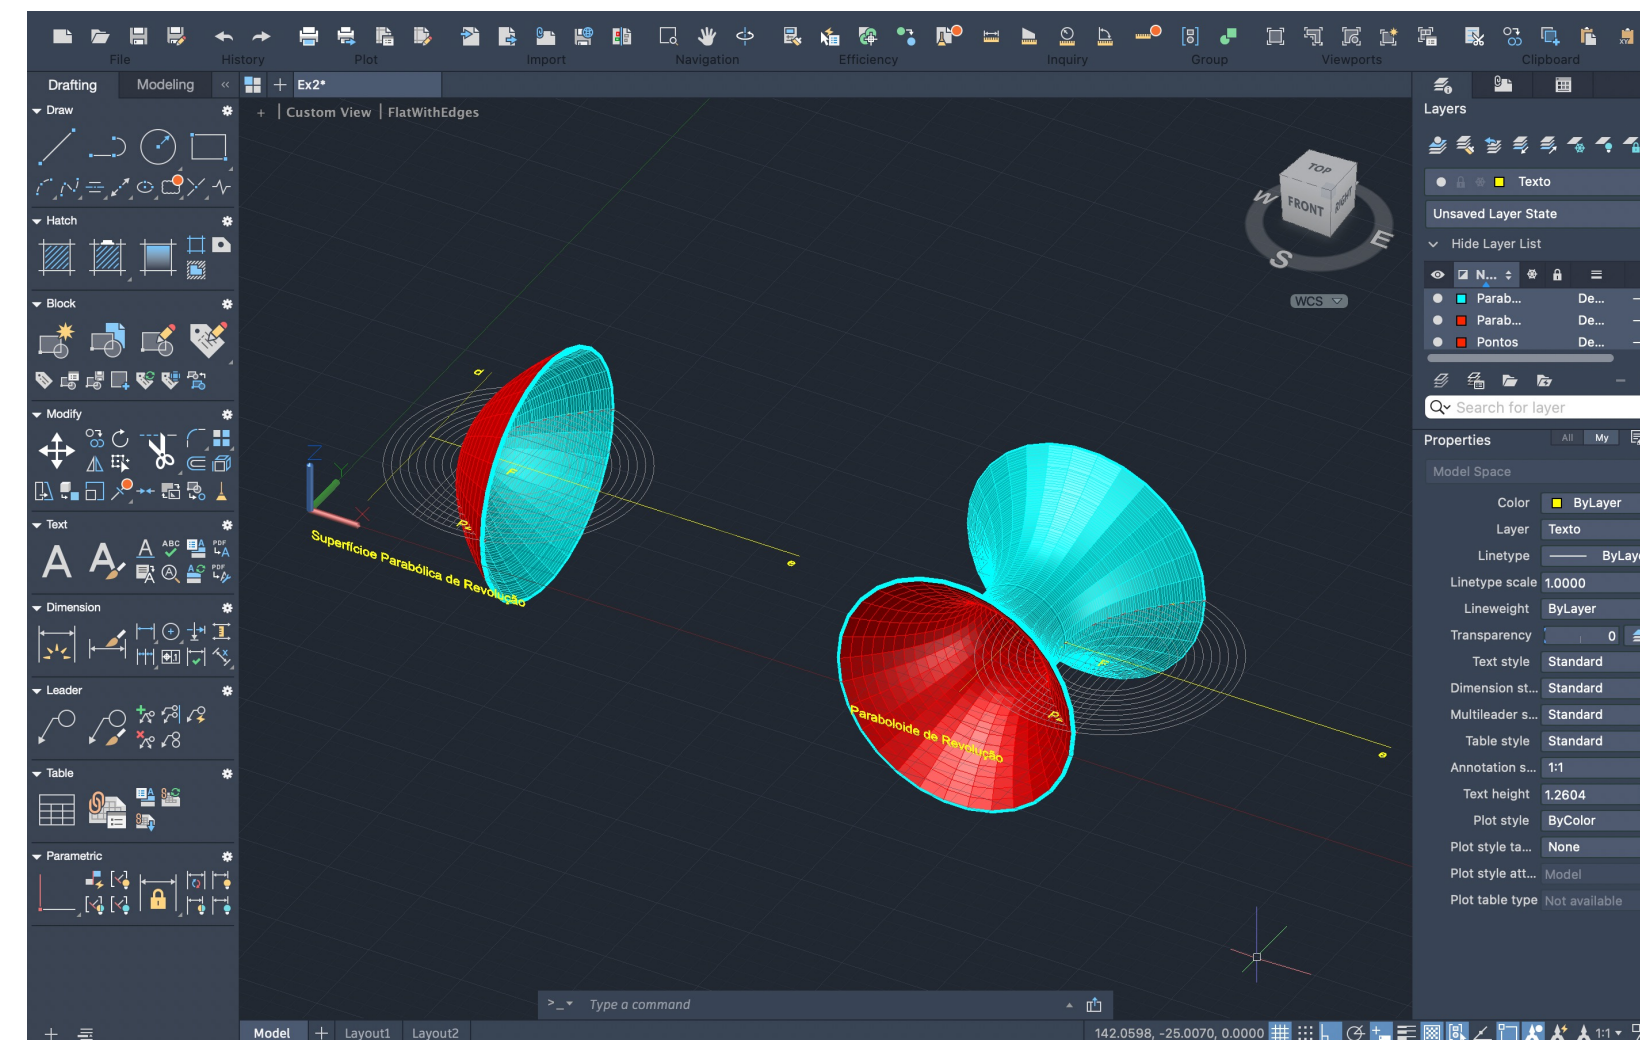 File
History
Plot
Import
Navigation
Efficiency
Inquiry
Group
Viewports
Clipboard
Drafting
Modeling
Ex2*
Draw
Hatch
Block
Modify
Text
Dimension
Leader
Table
Parametric
+ | Custom View | FlatWithEdges
TOP
FRONT
RIGHT
W
S
E
WCS
d
F
Pv
e
Z
Y
X
Superfícioe Parabólica de Revolução
F
Pv
e
Paraboloide de Revolução
>_ Type a command
Model
Layout1
Layout2
142.0598, -25.0070, 0.0000
1:1
Layers
Texto
Unsaved Layer State
Hide Layer List
N...
Parab... De...
Parab... De...
Pontos De...
Search for layer
Properties
All
My
Model Space
Color ByLayer
Layer Texto
Linetype ByLaye
Linetype scale 1.0000
Lineweight ByLayer
Transparency 0
Text style Standard
Dimension st... Standard
Multileader s... Standard
Table style Standard
Annotation s... 1:1
Text height 1.2604
Plot style ByColor
Plot style ta... None
Plot style att... Model
Plot table type Not available